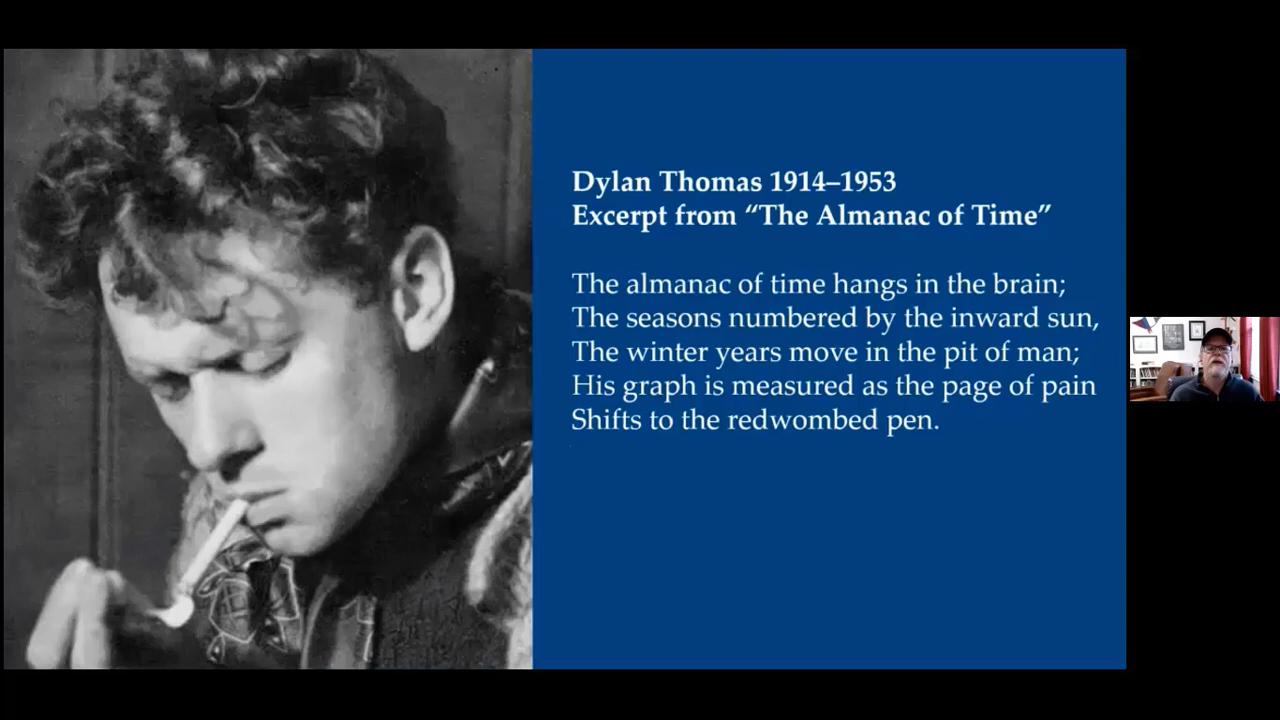 Dylan Thomas 1914–1953
Excerpt from “The Almanac of Time”
The almanac of time hangs in the brain;
The seasons numbered by the inward sun,
The winter years move in the pit of man;
His graph is measured as the page of pain
Shifts to the redwombed pen.